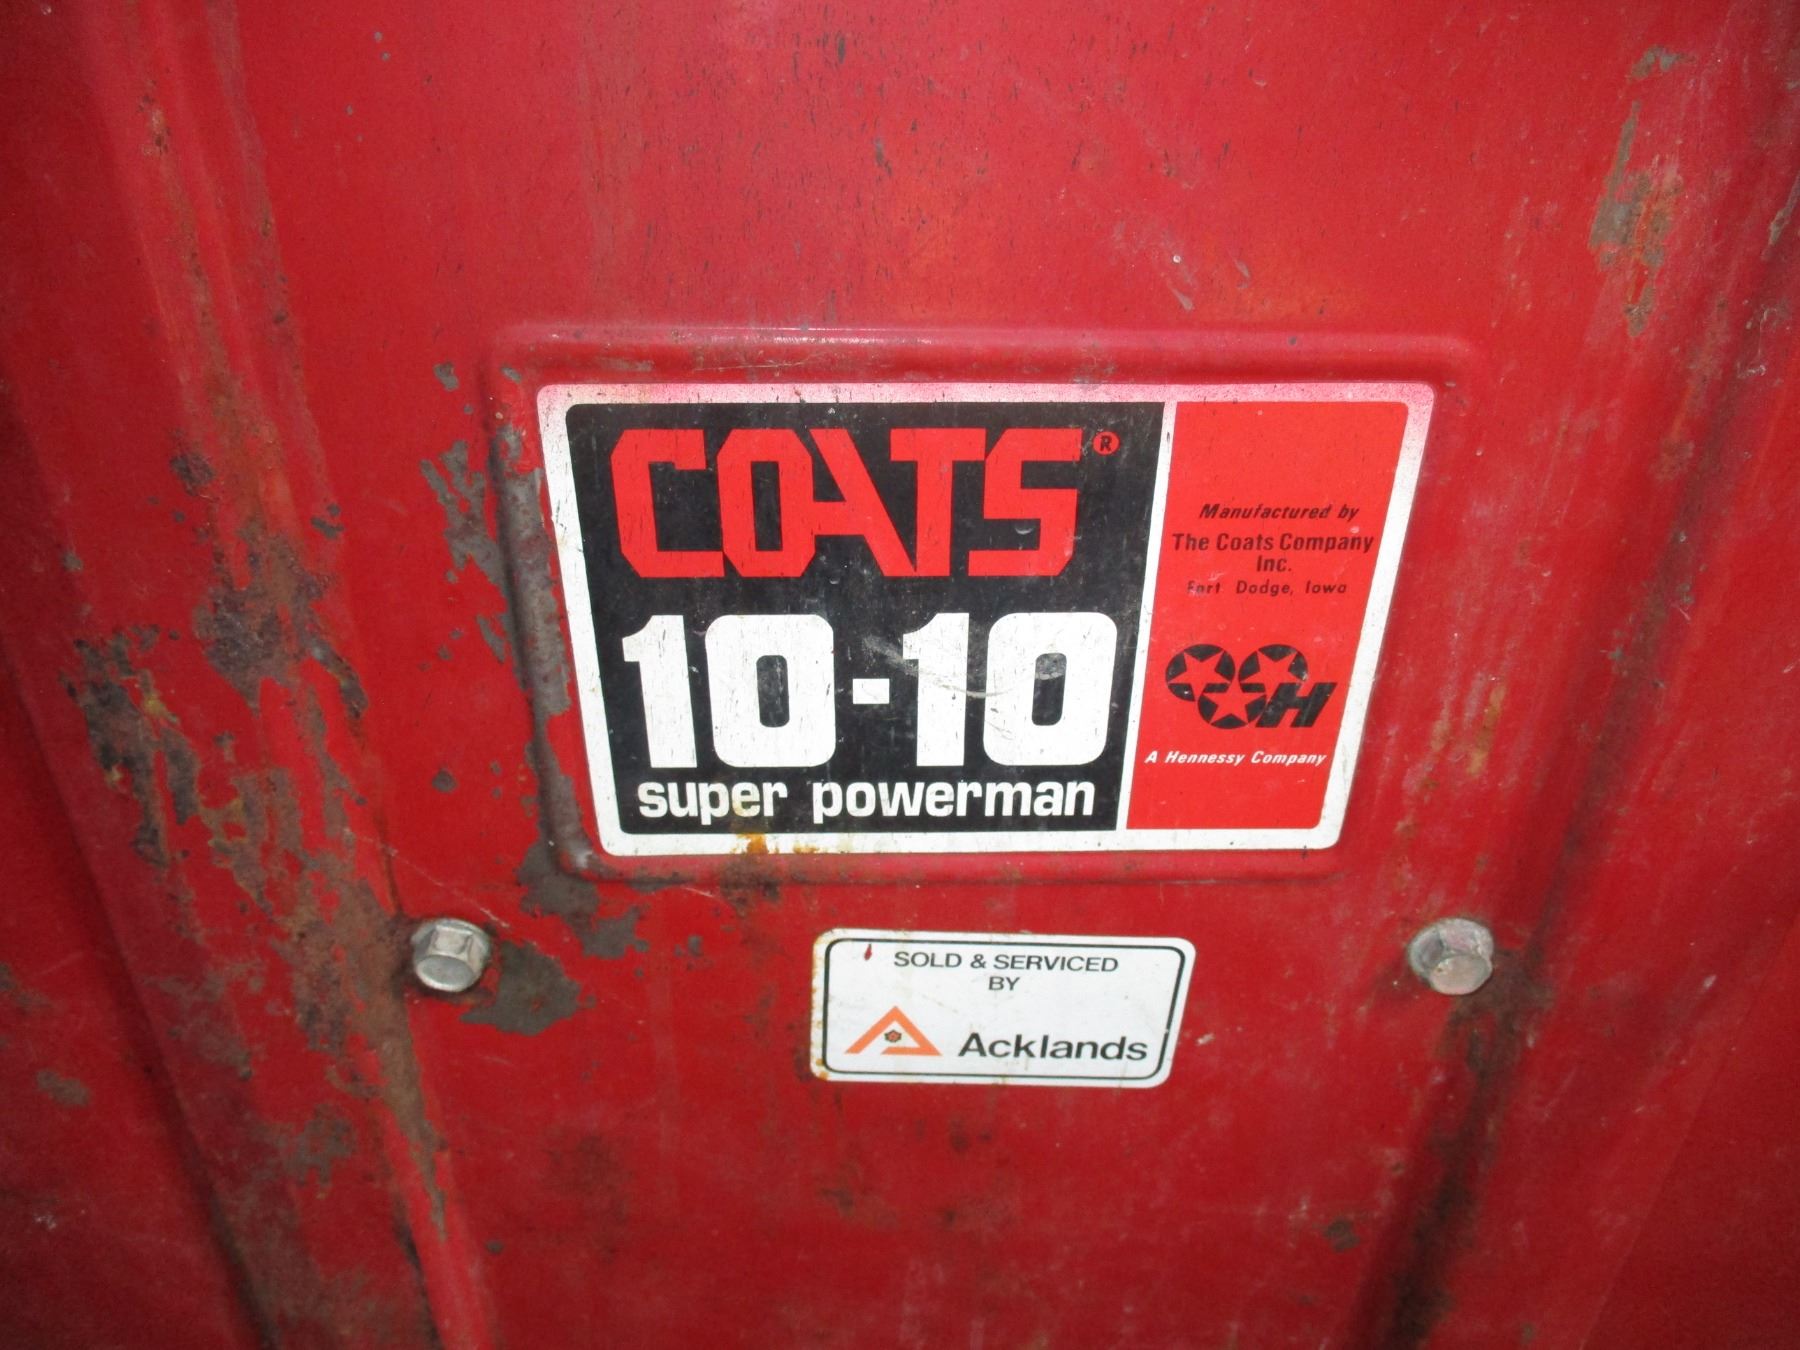 COATS®
10-10
super powerman
Manufactured by
The Coats Company
Inc.
Fort Dodge, Iowa
H
A Hennessy Company
SOLD & SERVICED
BY
Acklands